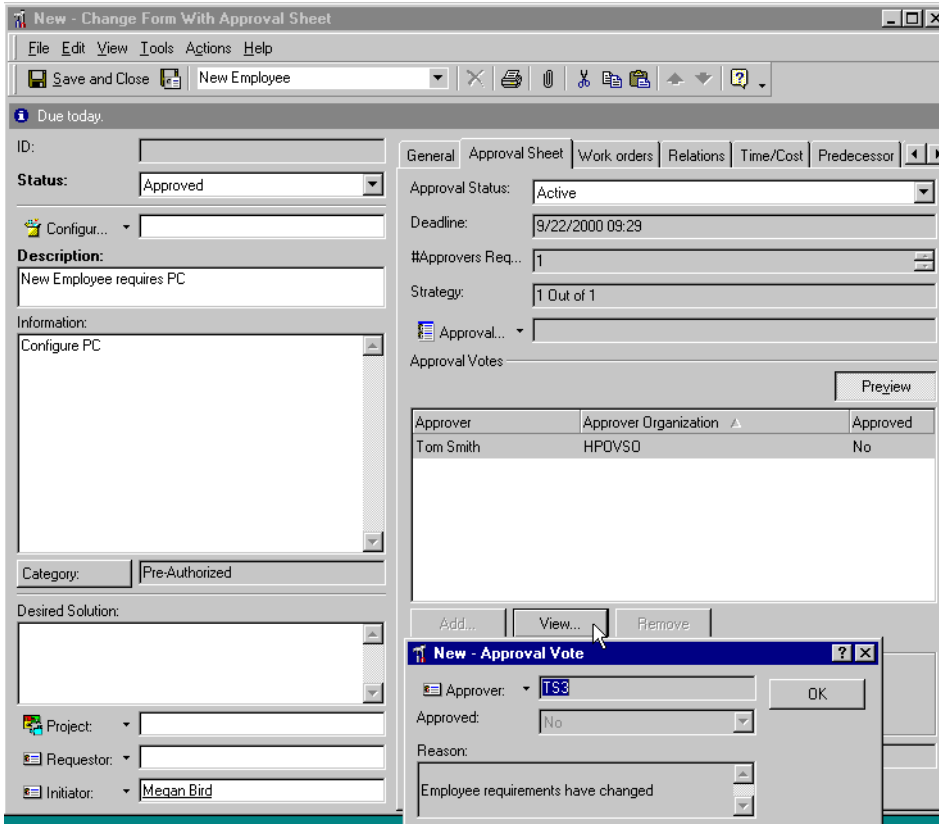 New - Change Form With Approval Sheet
File Edit View Tools Actions Help
Save and Close New Employee
Due today.
ID:
Status: Approved
Configur...
Description:
New Employee requires PC
Information:
Configure PC
Category: Pre-Authorized
Desired Solution:
Project:
Requestor:
Initiator: Megan Bird
General Approval Sheet Work orders Relations Time/Cost Predecessor
Approval Status: Active
Deadline: 9/22/2000 09:29
#Approvers Req... 1
Strategy: 1 Out of 1
Approval...
Approval Votes
Preview
Approver Approver Organization Approved
Tom Smith HPOVSO No
Add... View... Remove
New - Approval Vote
Approver: TS3
OK
Approved: No
Reason:
Employee requirements have changed